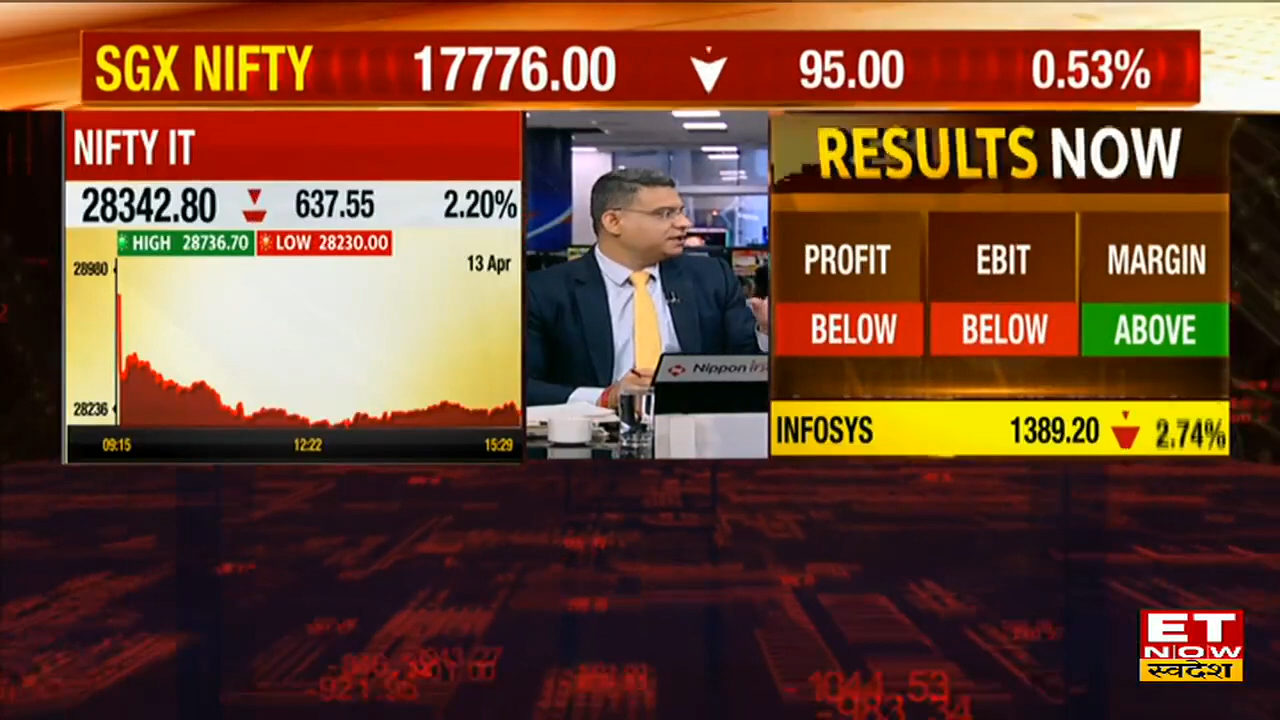 SGX NIFTY 17776.00 95.00 0.53%
NIFTY IT
28342.80 637.55 2.20%
HIGH 28736.70 LOW 28230.00
13 Apr
28980
28236
09:15 12:22 15:29
Nippon
RESULTS NOW
PROFIT EBIT MARGIN
BELOW BELOW ABOVE
INFOSYS 1389.20 2.74%
ET
NOW
स्वदेश